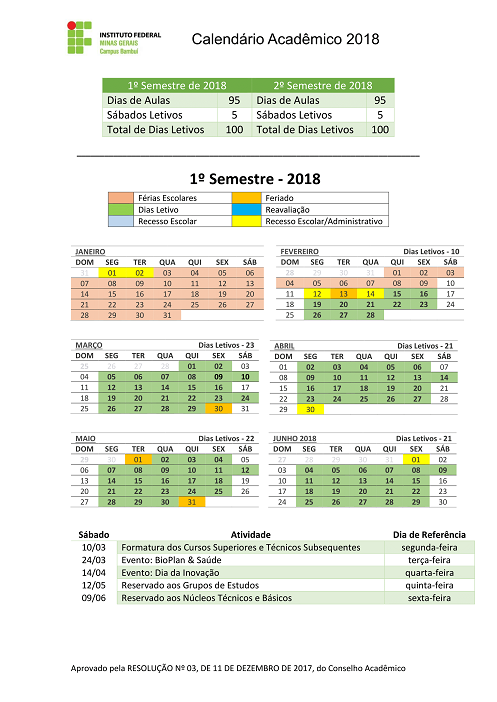 INSTITUTO FEDERAL
MINAS GERAIS
Campus Bambuí
Calendário Acadêmico 2018
1º Semestre de 2018 2º Semestre de 2018
Dias de Aulas 95 Dias de Aulas 95
Sábados Letivos 5 Sábados Letivos 5
Total de Dias Letivos 100 Total de Dias Letivos 100
1º Semestre - 2018
Férias Escolares Feriado
Dias Letivo Reavaliação
Recesso Escolar Recesso Escolar/Administrativo
JANEIRO
DOM SEG TER QUA QUI SEX SÁB
31 01 02 03 04 05 06
07 08 09 10 11 12 13
14 15 16 17 18 19 20
21 22 23 24 25 26 27
28 29 30 31
FEVEREIRO Dias Letivos - 10
DOM SEG TER QUA QUI SEX SÁB
28 29 30 31 01 02 03
04 05 06 07 08 09 10
11 12 13 14 15 16 17
18 19 20 21 22 23 24
25 26 27 28
MARÇO Dias Letivos - 23
DOM SEG TER QUA QUI SEX SÁB
25 26 27 28 01 02 03
04 05 06 07 08 09 10
11 12 13 14 15 16 17
18 19 20 21 22 23 24
25 26 27 28 29 30 31
ABRIL Dias Letivos - 21
DOM SEG TER QUA QUI SEX SÁB
01 02 03 04 05 06 07
08 09 10 11 12 13 14
15 16 17 18 19 20 21
22 23 24 25 26 27 28
29 30
MAIO Dias Letivos - 22
DOM SEG TER QUA QUI SEX SÁB
29 30 01 02 03 04 05
06 07 08 09 10 11 12
13 14 15 16 17 18 19
20 21 22 23 24 25 26
27 28 29 30 31
JUNHO 2018 Dias Letivos - 21
DOM SEG TER QUA QUI SEX SÁB
27 28 29 30 31 01 02
03 04 05 06 07 08 09
10 11 12 13 14 15 16
17 18 19 20 21 22 23
24 25 26 27 28 29 30
Sábado Atividade Dia de Referência
10/03 Formatura dos Cursos Superiores e Técnicos Subsequentes segunda-feira
24/03 Evento: BioPlan & Saúde terça-feira
14/04 Evento: Dia da Inovação quarta-feira
12/05 Reservado aos Grupos de Estudos quinta-feira
09/06 Reservado aos Núcleos Técnicos e Básicos sexta-feira
Aprovado pela RESOLUÇÃO Nº 03, DE 11 DE DEZEMBRO DE 2017, do Conselho Acadêmico